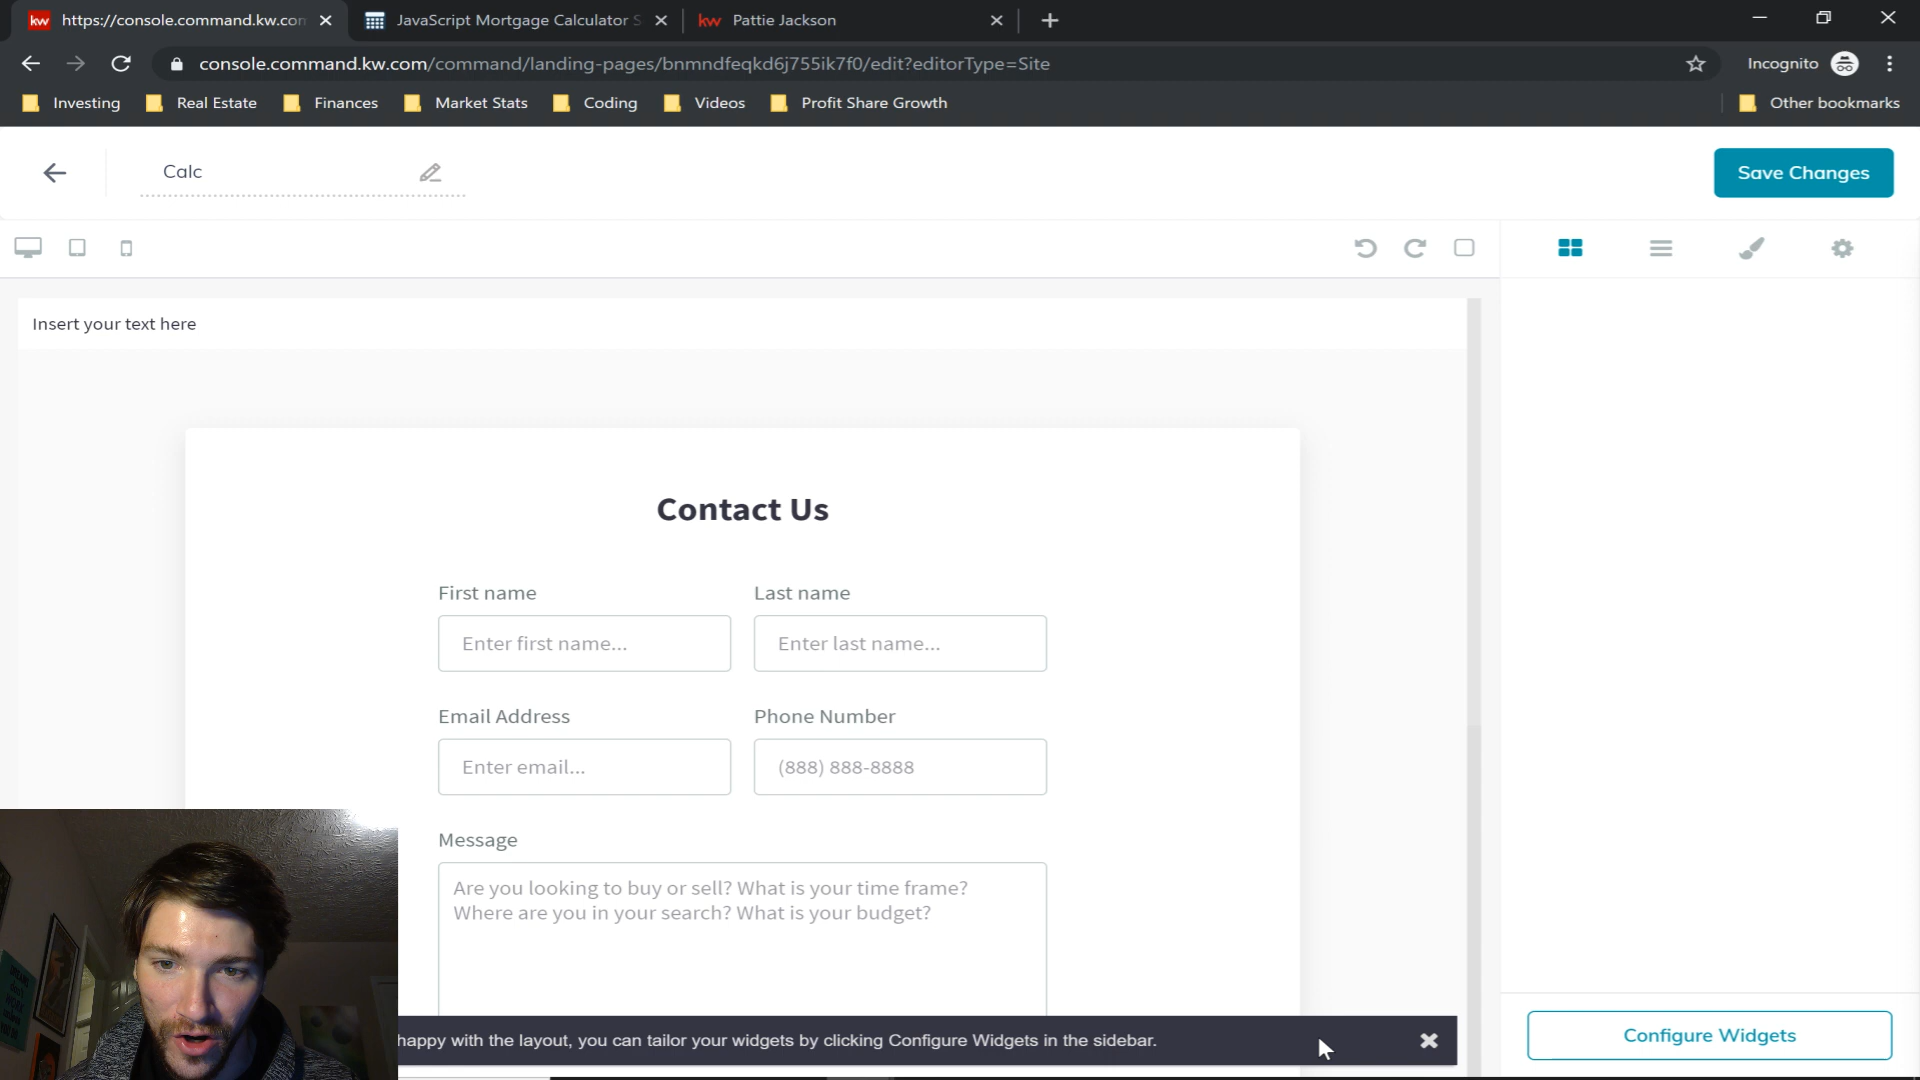 kw https://console.command.kw.con
JavaScript Mortgage Calculator S
kw Pattie Jackson
console.command.kw.com/command/landing-pages/bnmndfeqkd6j755ik7f0/edit?editorType=Site
Incognito
Investing
Real Estate
Finances
Market Stats
Coding
Videos
Profit Share Growth
Other bookmarks
Calc
Save Changes
Insert your text here
Contact Us
First name
Last name
Enter first name...
Enter last name...
Email Address
Phone Number
Enter email...
(888) 888-8888
Message
Are you looking to buy or sell? What is your time frame?
Where are you in your search? What is your budget?
happy with the layout, you can tailor your widgets by clicking Configure Widgets in the sidebar.
Configure Widgets